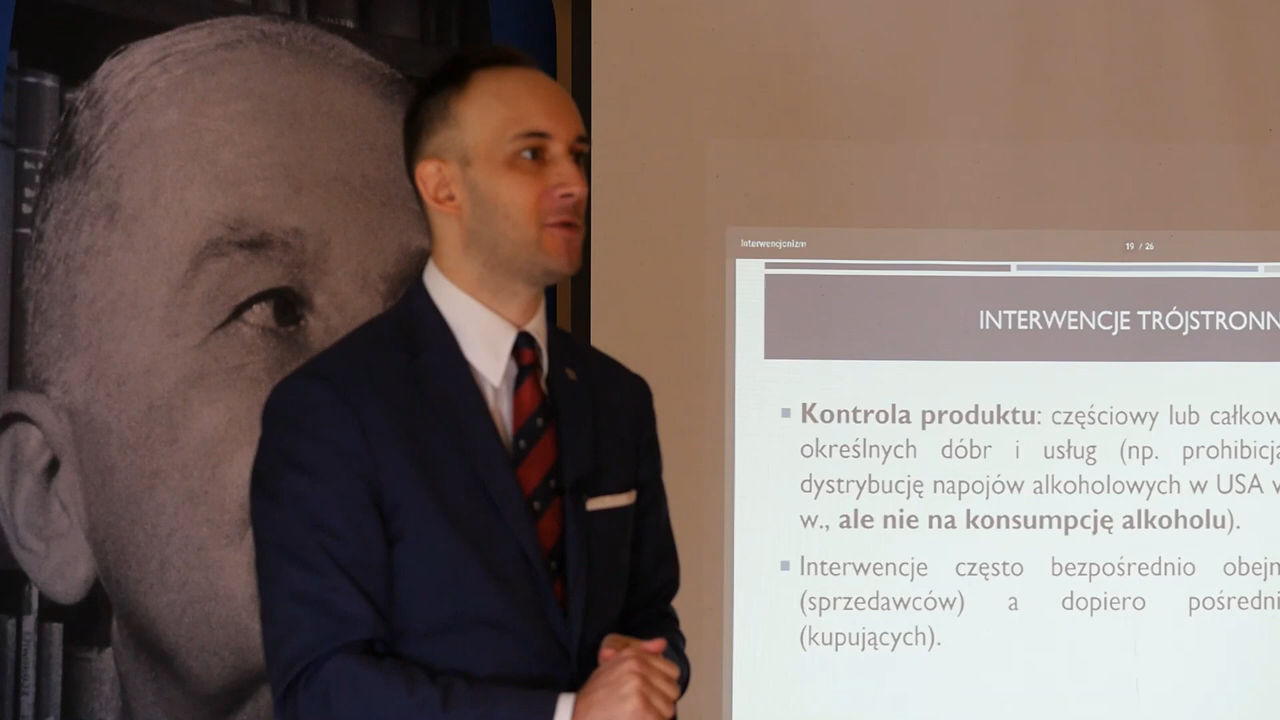 Interwencjonizm
19 / 26
INTERWENCJE TRÓJSTRONN
Kontrola produktu: częściowy lub całkow
określnych dóbr i usług (np. prohibicja
dystrybucję napojów alkoholowych w USA w
w., ale nie na konsumpcję alkoholu).
Interwencje często bezpośrednio obejm
(sprzedawców) a dopiero pośredni
(kupujących).